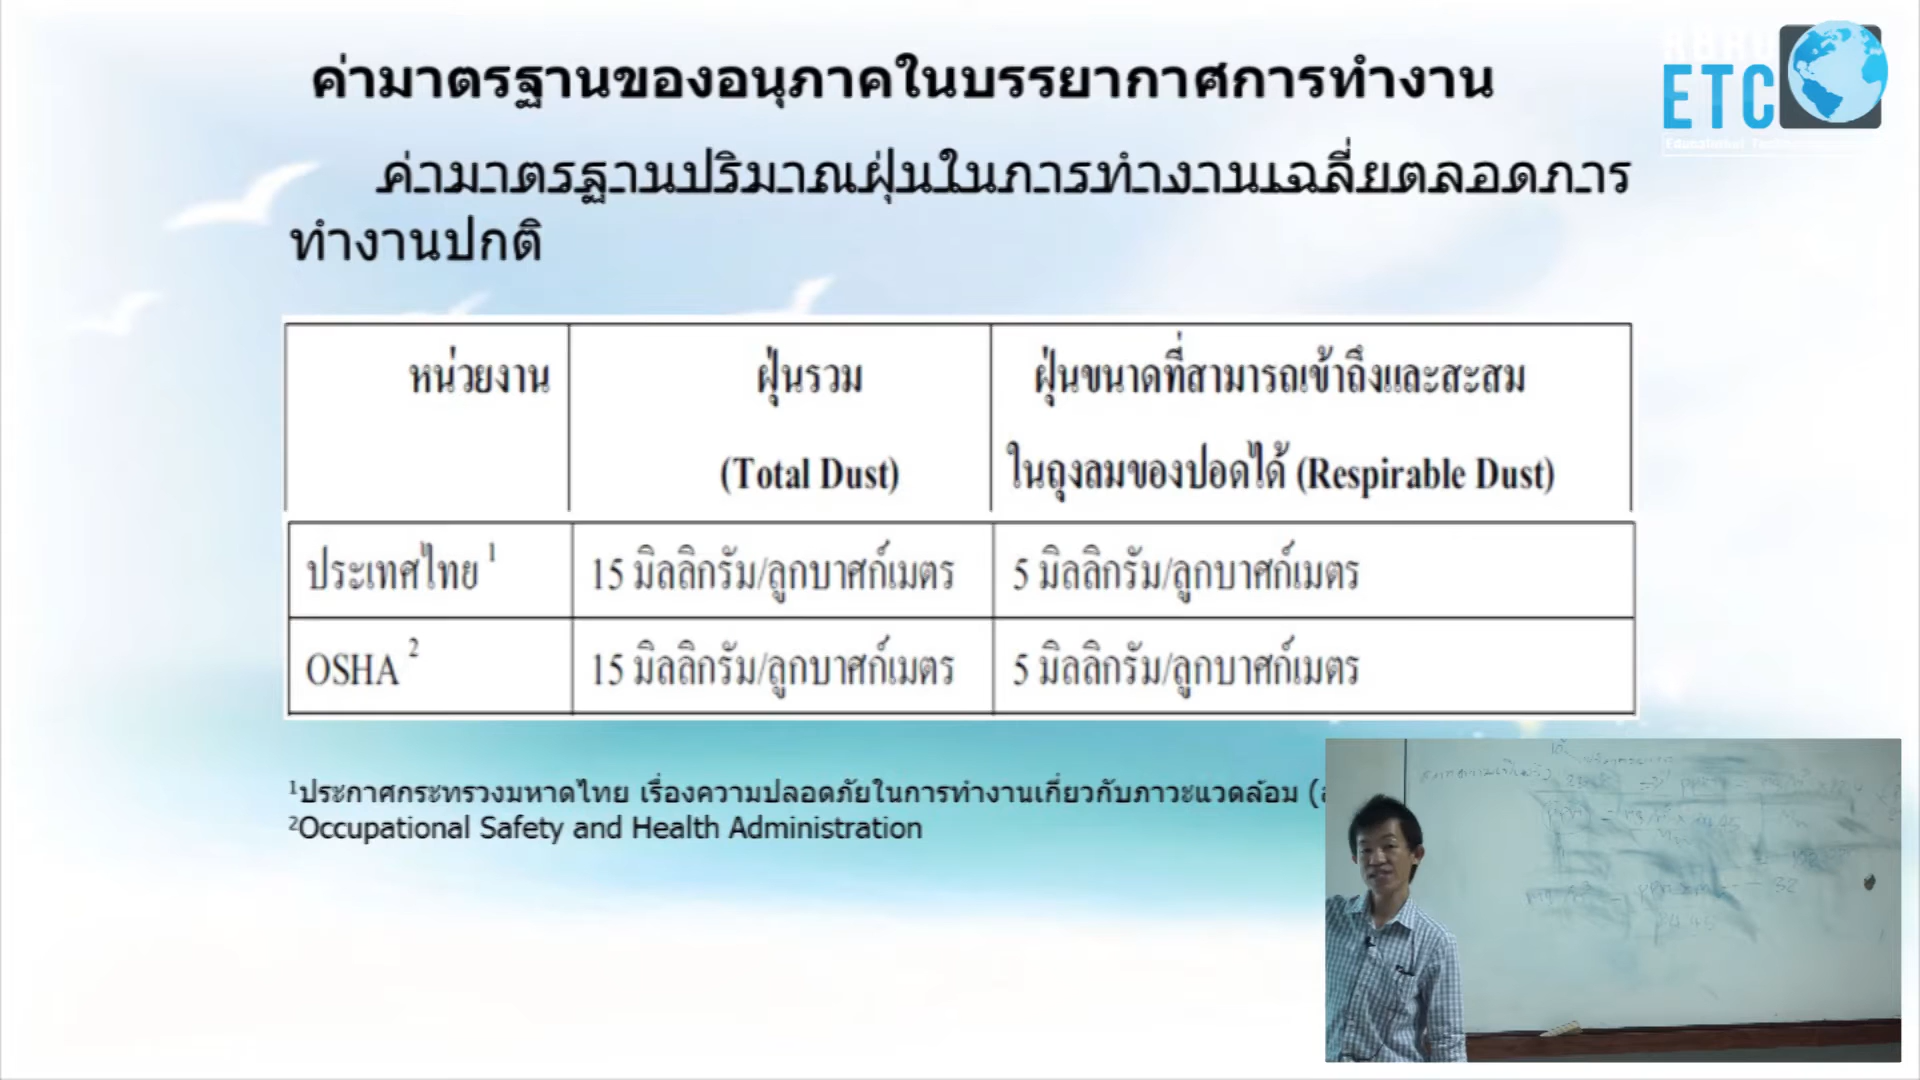 ค่ามาตรฐานของอนุภาคในบรรยากาศการทำงาน
ETC
ค่ามาตรฐานปริมาณฝุ่นในการทำงานเฉลี่ยตลอดการ
ทำงานปกติ
หน่วยงาน
ฝุ่นรวม
(Total Dust)
ฝุ่นขนาดที่สามารถเข้าถึงและสะสม
ในถุงลมของปอดได้ (Respirable Dust)
ประเทศไทย ¹
15 มิลลิกรัม/ลูกบาศก์เมตร
5 มิลลิกรัม/ลูกบาศก์เมตร
OSHA ²
15 มิลลิกรัม/ลูกบาศก์เมตร
5 มิลลิกรัม/ลูกบาศก์เมตร
¹ประกาศกระทรวงมหาดไทย เรื่องความปลอดภัยในการทำงานเกี่ยวกับภาวะแวดล้อม
²Occupational Safety and Health Administration